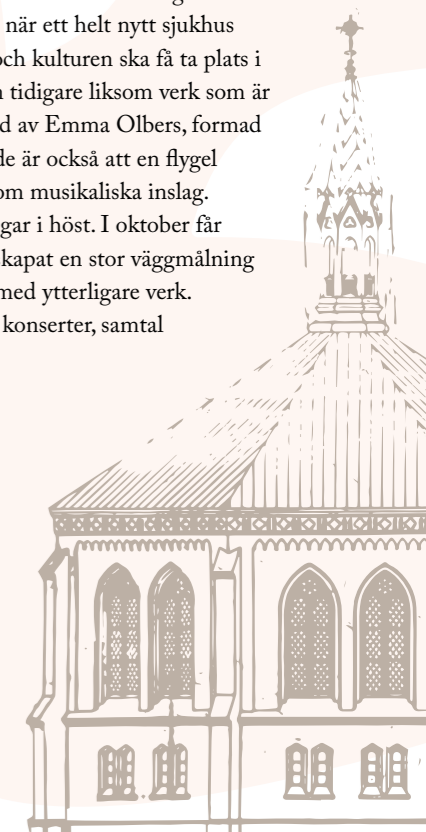 när ett helt nytt sjukhus
och kulturen ska få ta plats i
tidigare liksom verk som är
av Emma Olbers, formad
är också att en flygel
om musikaliska inslag.
gar i höst. I oktober får
skapat en stor väggmålning
med ytterligare verk.
konserter, samtal